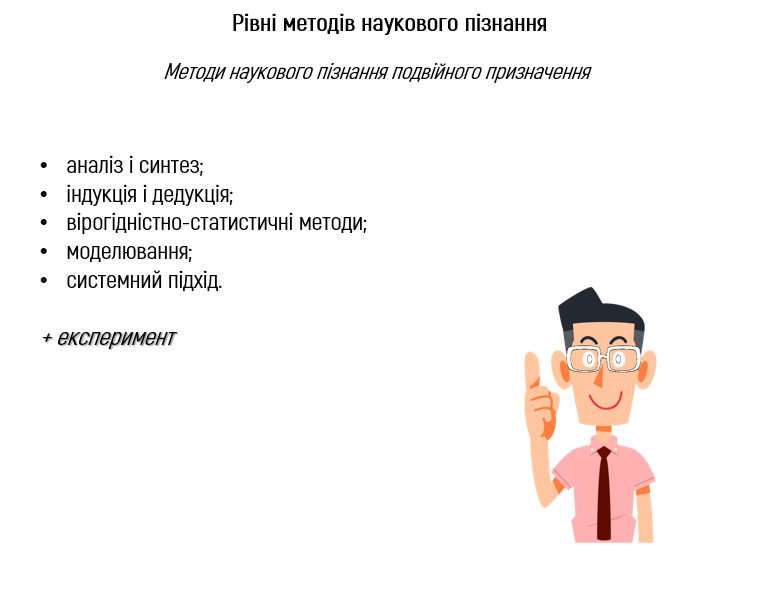 Рівні методів наукового пізнання
Методи наукового пізнання подвійного призначення
• аналіз і синтез;
• індукція і дедукція;
• вірогідністно-статистичні методи;
• моделювання;
• системний підхід.
+ експеримент